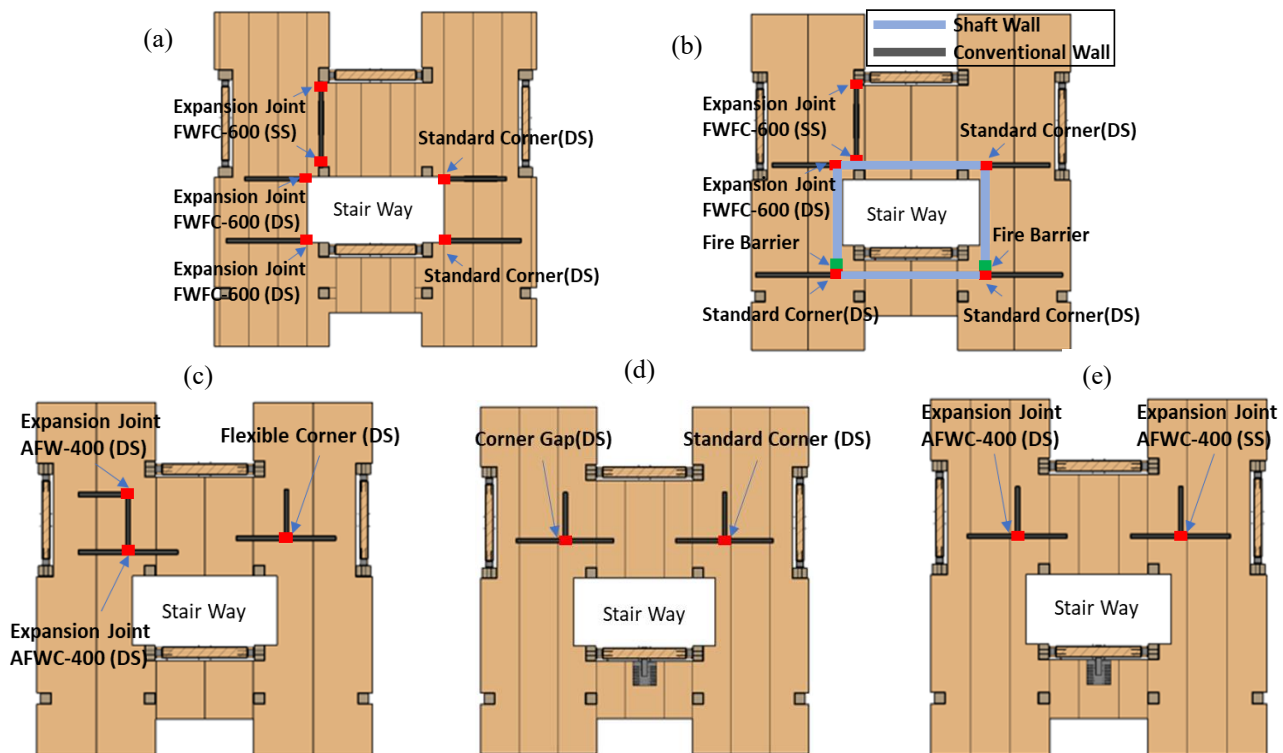 (a)
Expansion Joint
FWFC-600 (SS)
Standard Corner(DS)
Expansion Joint
FWFC-600 (DS)
Stair Way
Standard Corner(DS)
Expansion Joint
FWFC-600 (DS)
(b)
Shaft Wall
Conventional Wall
Expansion Joint
FWFC-600 (SS)
Standard Corner(DS)
Expansion Joint
FWFC-600 (DS)
Stair Way
Fire Barrier
Fire Barrier
Standard Corner(DS)
Standard Corner(DS)
(c)
Expansion Joint
AFW-400 (DS)
Flexible Corner (DS)
Stair Way
Expansion Joint
AFWC-400 (DS)
(d)
Corner Gap(DS)
Standard Corner (DS)
Stair Way
(e)
Expansion Joint
AFWC-400 (DS)
Expansion Joint
AFWC-400 (SS)
Stair Way